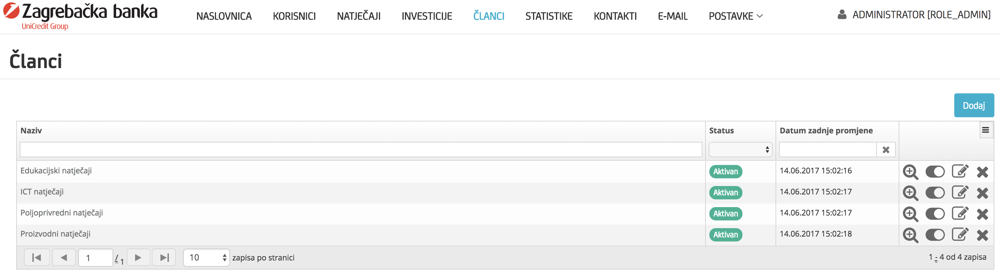 Zagrebačka banka
UniCredit Group
NASLOVNICA KORISNICI NATJEČAJI INVESTICIJE ČLANCI STATISTIKE KONTAKTI E-MAIL POSTAVKE
ADMINISTRATOR [ROLE_ADMIN]
Članci
Dodaj
Naziv Status Datum zadnje promjene
Edukacijski natječaji Aktivan 14.06.2017 15:02:16
ICT natječaji Aktivan 14.06.2017 15:02:17
Poljoprivredni natječaji Aktivan 14.06.2017 15:02:17
Proizvodni natječaji Aktivan 14.06.2017 15:02:18
1 / 1 10 zapisa po stranici 1 - 4 od 4 zapisa